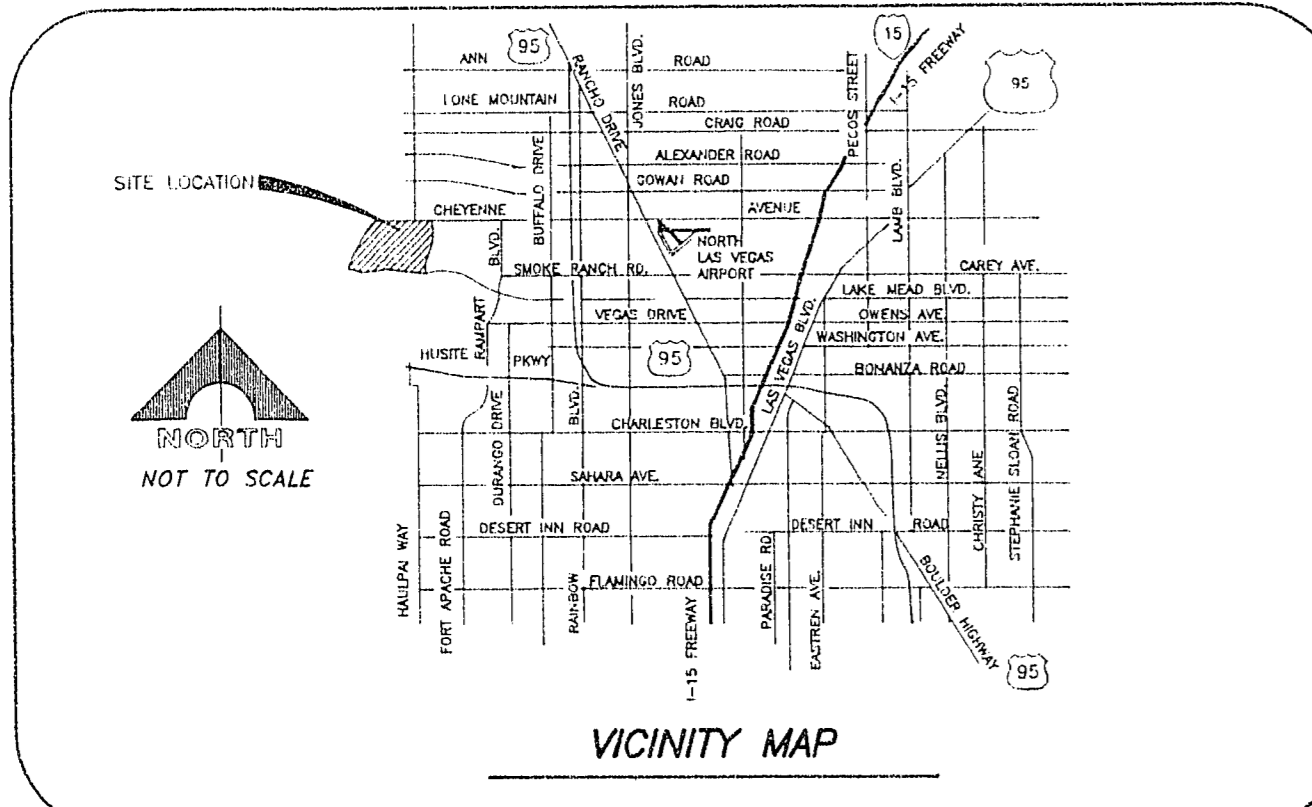 95
15
ANN ROAD
RANCHO DRIVE
JONES BLVD.
PECOS STREET
I-15 FREEWAY
95
LONE MOUNTAIN ROAD
CRAIG ROAD
BUFFALO DRIVE
ALEXANDER ROAD
SITE LOCATION
GOWAN ROAD
LAMB BLVD.
CHEYENNE AVENUE
NORTH
LAS VEGAS
AIRPORT
RAMPART BLVD.
SMOKE RANCH RD.
CAREY AVE.
LAKE MEAD BLVD.
VEGAS DRIVE
OWENS AVE.
LAS VEGAS BLVD.
WASHINGTON AVE.
HUSITE PKWY
95
BONANZA ROAD
NORTH
NOT TO SCALE
DURANGO DRIVE
RAINBOW BLVD.
CHARLESTON BLVD.
NELLIS BLVD.
CHRISTY LANE
STEPHANIE SLOAN ROAD
SAHARA AVE.
DESERT INN ROAD
DESERT INN ROAD
HAULPAI WAY
FORT APACHE ROAD
FLAMINGO ROAD
I-15 FREEWAY
PARADISE RD.
EASTREN AVE.
BOULDER HIGHWAY
95
VICINITY MAP